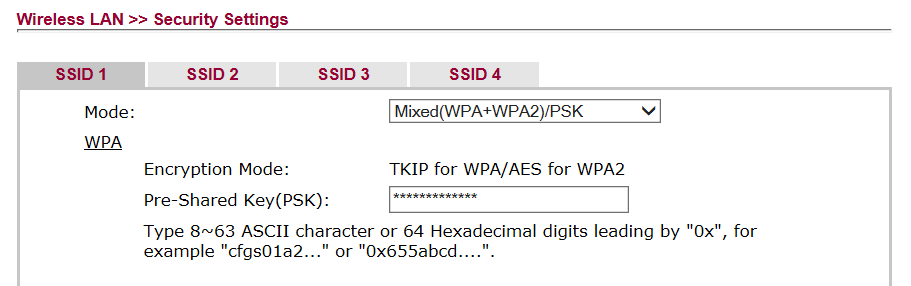 Wireless LAN >> Security Settings
SSID 1 SSID 2 SSID 3 SSID 4
Mode: Mixed(WPA+WPA2)/PSK
WPA
Encryption Mode: TKIP for WPA/AES for WPA2
Pre-Shared Key(PSK): *************
Type 8~63 ASCII character or 64 Hexadecimal digits leading by "0x", for
example "cfgs01a2..." or "0x655abcd....".